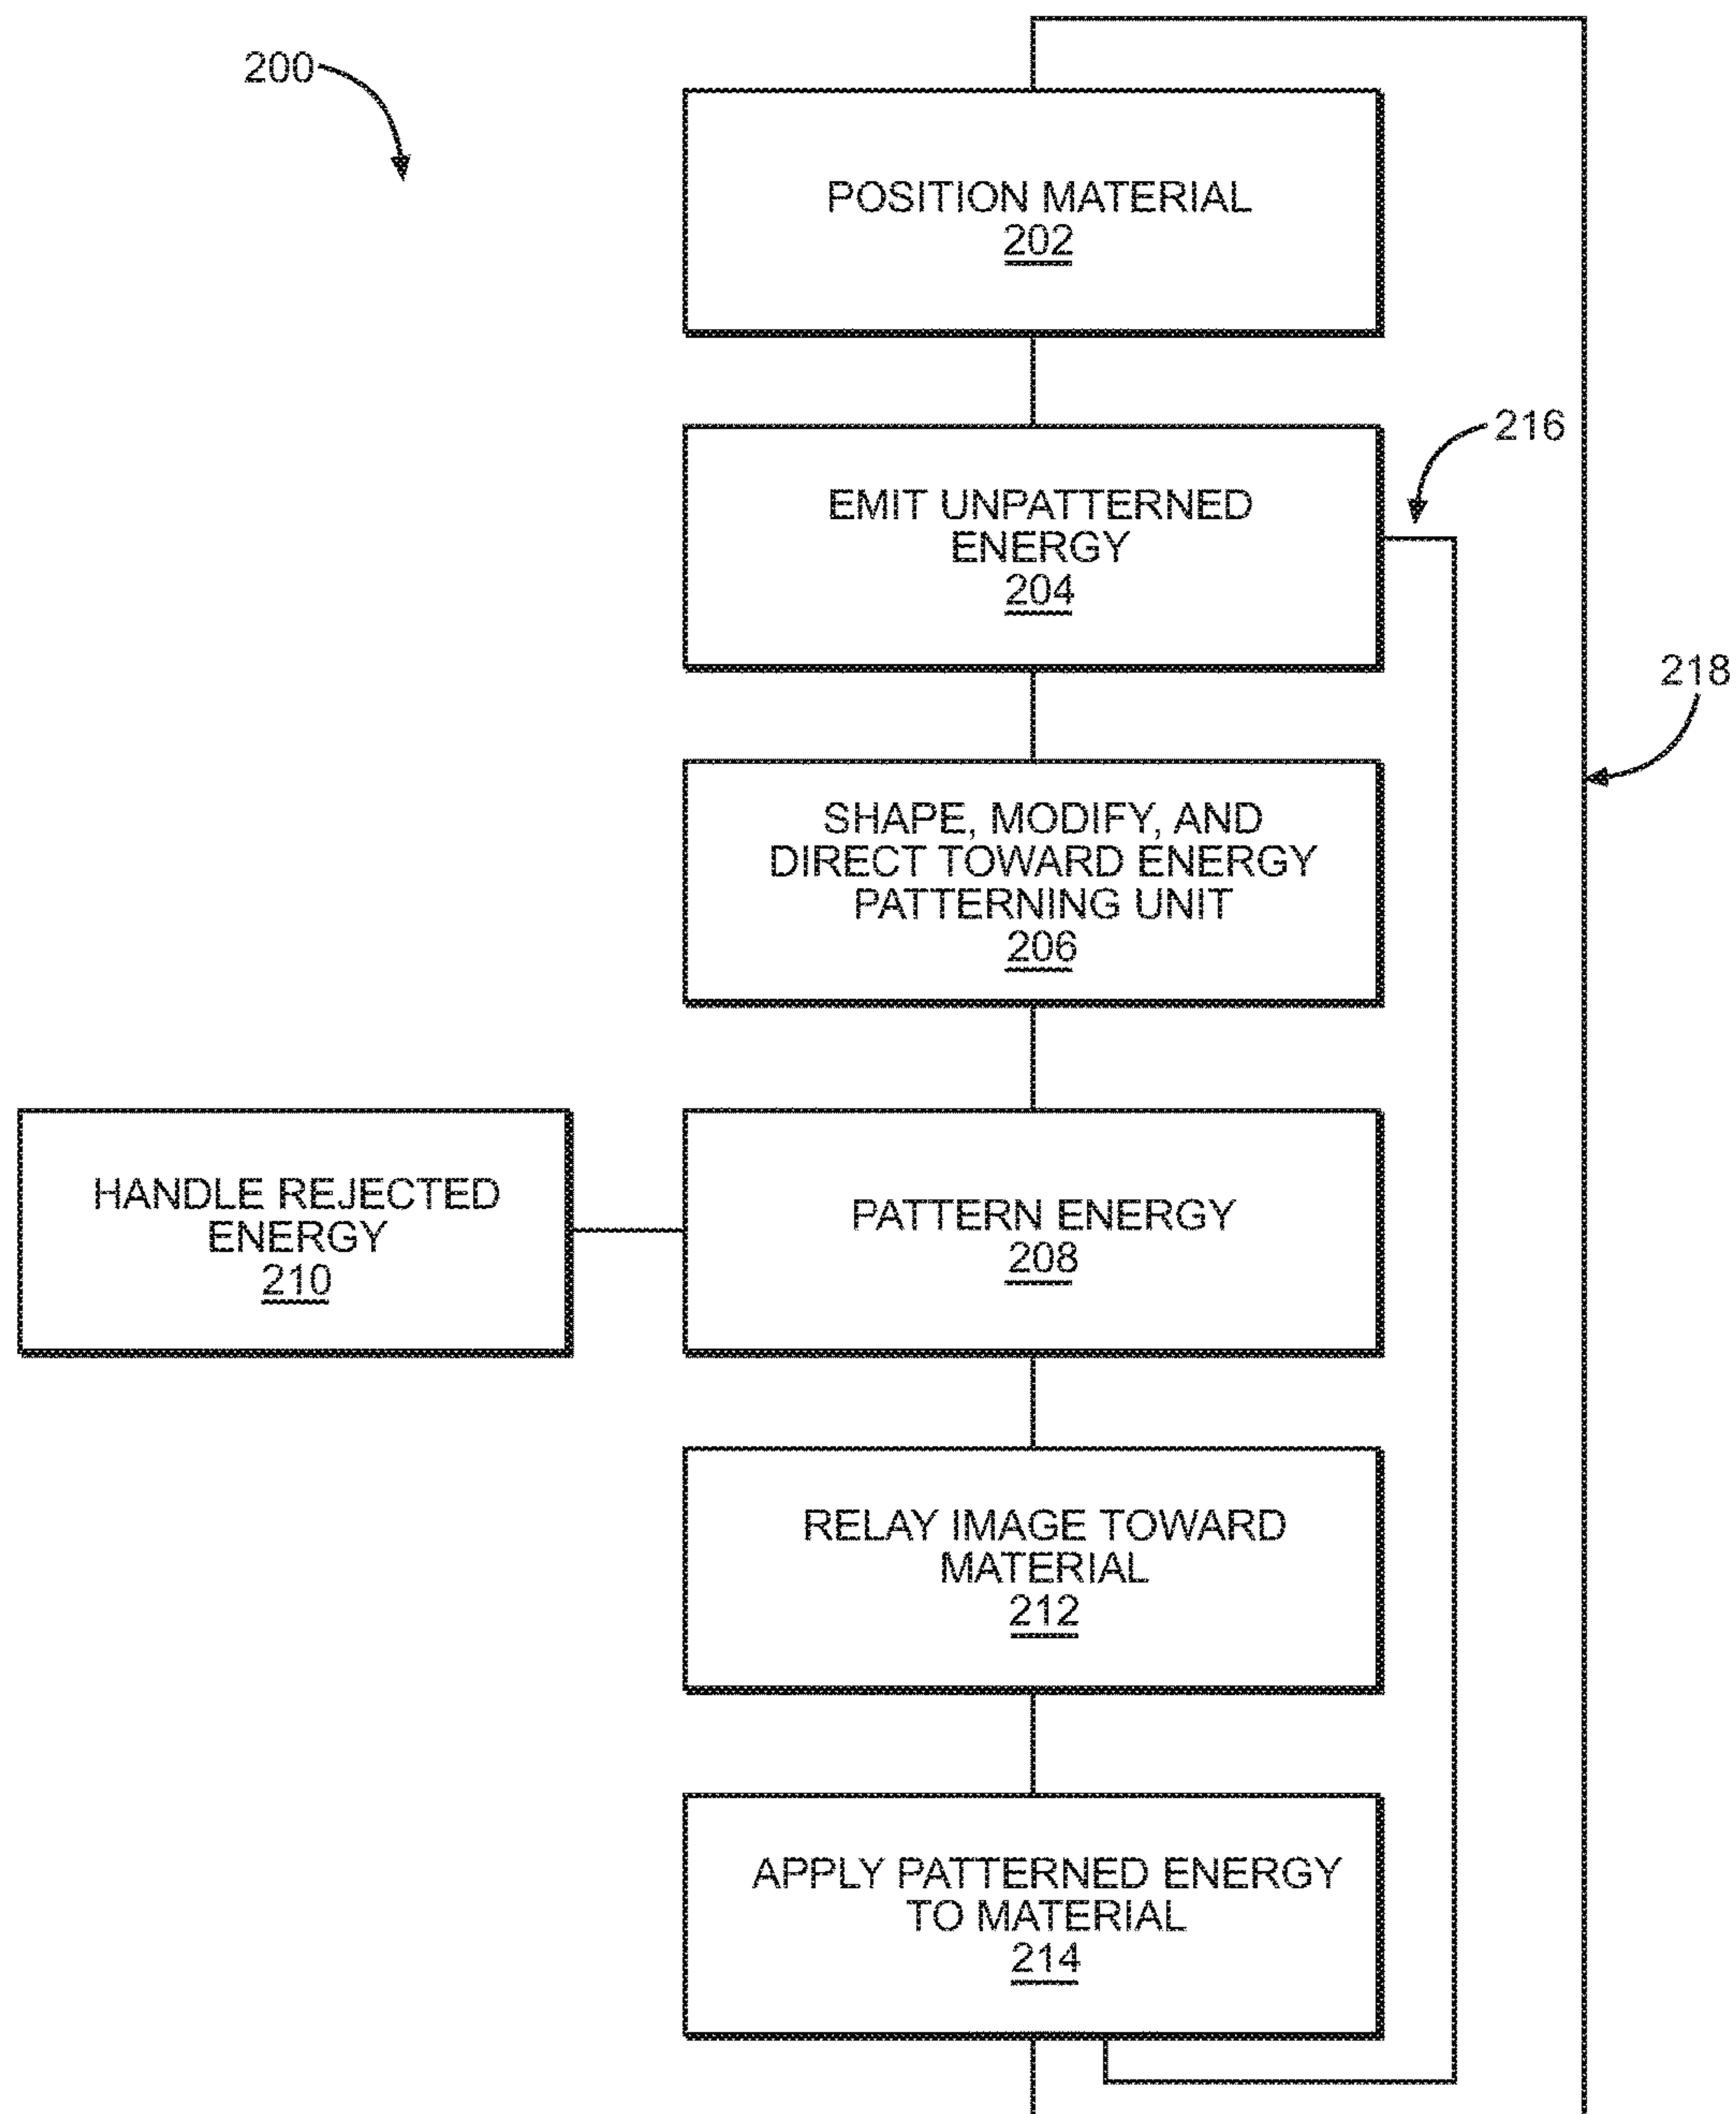 200
POSITION MATERIAL
202
216
EMIT UNPATTERNED
ENERGY
204
218
SHAPE, MODIFY, AND
DIRECT TOWARD ENERGY
PATTERNING UNIT
206
HANDLE REJECTED
ENERGY
210
PATTERN ENERGY
208
RELAY IMAGE TOWARD
MATERIAL
212
APPLY PATTERNED ENERGY
TO MATERIAL
214